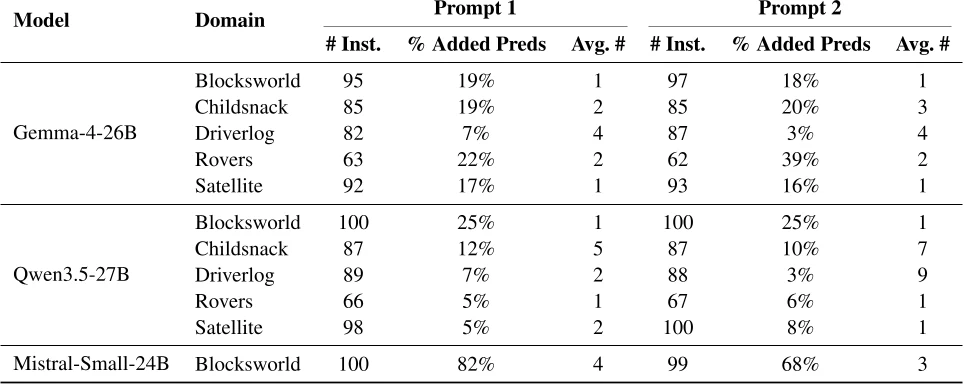 Model Domain Prompt 1 Prompt 2
# Inst. % Added Preds Avg. # # Inst. % Added Preds Avg. #
Gemma-4-26B
Blocksworld 95 19% 1 97 18% 1
Childsnack 85 19% 2 85 20% 3
Driverlog 82 7% 4 87 3% 4
Rovers 63 22% 2 62 39% 2
Satellite 92 17% 1 93 16% 1
Qwen3.5-27B
Blocksworld 100 25% 1 100 25% 1
Childsnack 87 12% 5 87 10% 7
Driverlog 89 7% 2 88 3% 9
Rovers 66 5% 1 67 6% 1
Satellite 98 5% 2 100 8% 1
Mistral-Small-24B Blocksworld 100 82% 4 99 68% 3